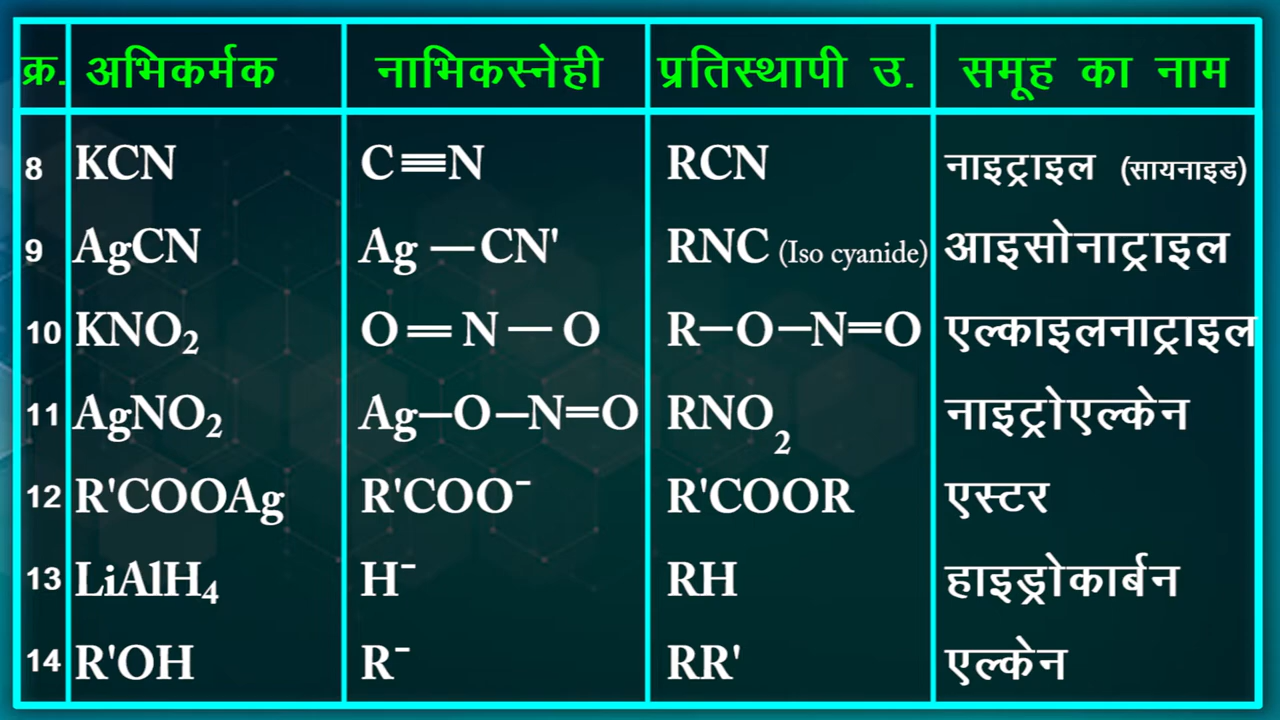 क्र. अभिकर्मक नाभिकस्नेही प्रतिस्थापी उ. समूह का नाम
8 KCN C≡N RCN नाइट्राइल (सायनाइड)
9 AgCN Ag — CN' RNC (Iso cyanide) आइसोनाट्राइल
10 KNO₂ O = N — O R—O—N=O एल्काइलनाट्राइल
11 AgNO₂ Ag—O—N=O RNO₂ नाइट्रोएल्केन
12 R'COOAg R'COO⁻ R'COOR एस्टर
13 LiAlH₄ H⁻ RH हाइड्रोकार्बन
14 R'OH R⁻ RR' एल्केन